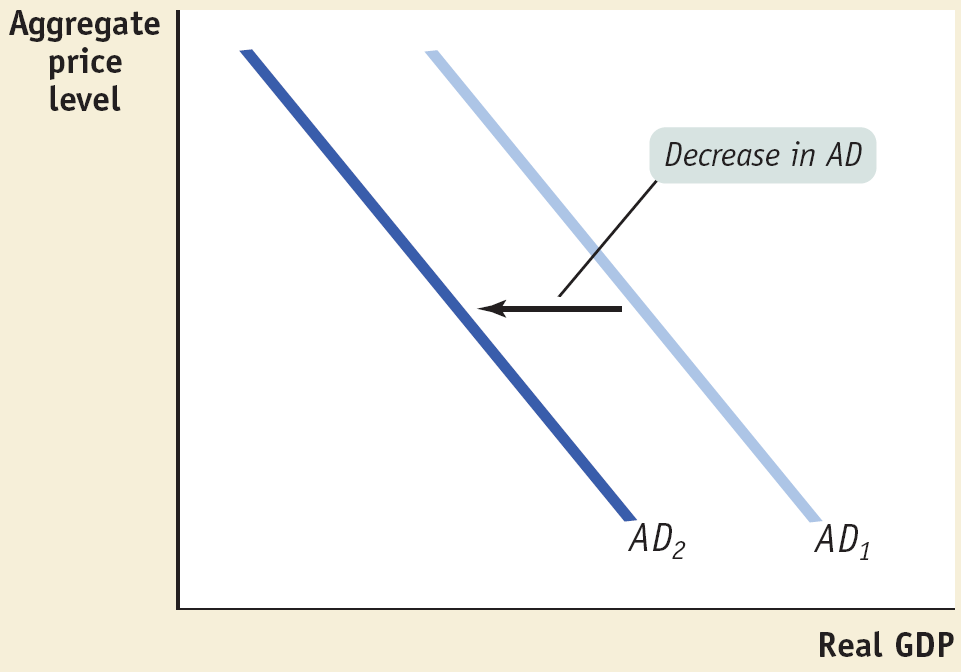 Aggregate
price
level
Decrease in AD
AD₂
AD₁
Real GDP